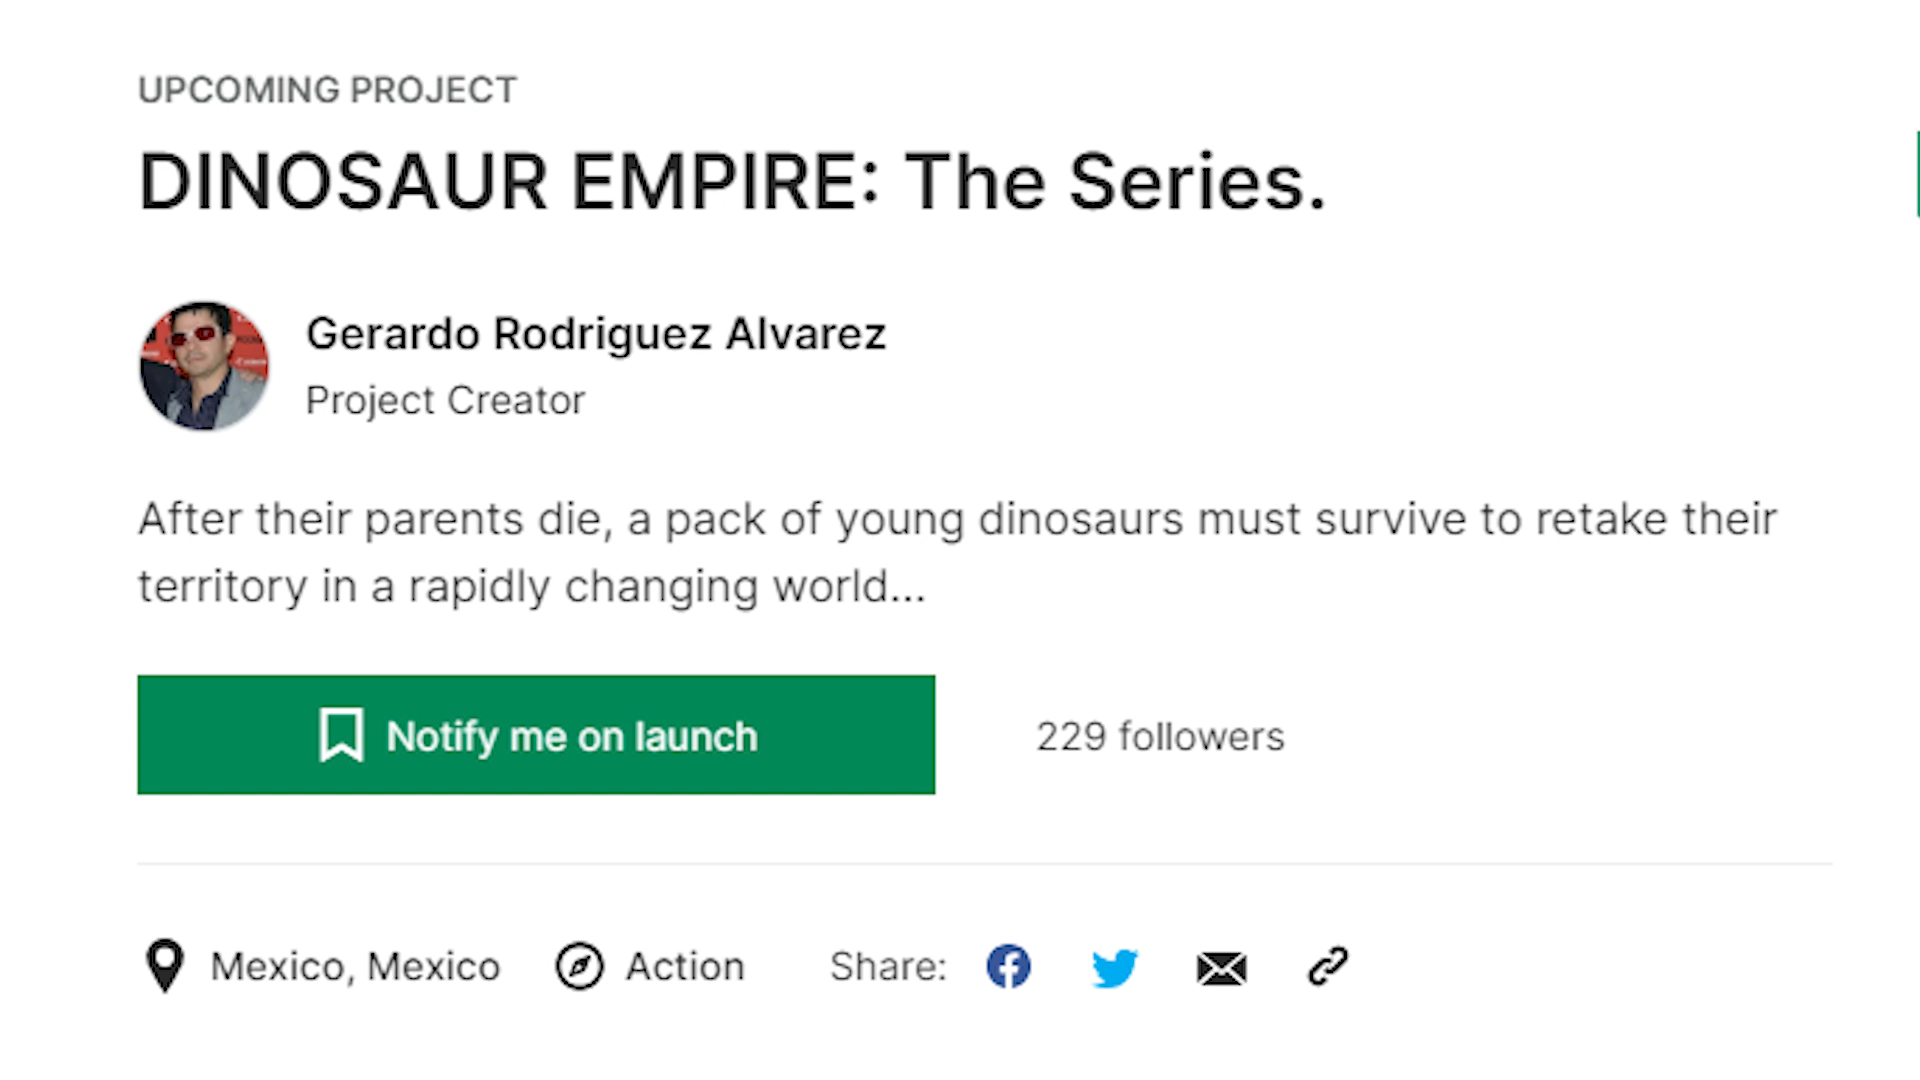 UPCOMING PROJECT
DINOSAUR EMPIRE: The Series.
Gerardo Rodriguez Alvarez
Project Creator
After their parents die, a pack of young dinosaurs must survive to retake their
territory in a rapidly changing world...
Notify me on launch
229 followers
Mexico, Mexico
Action
Share: